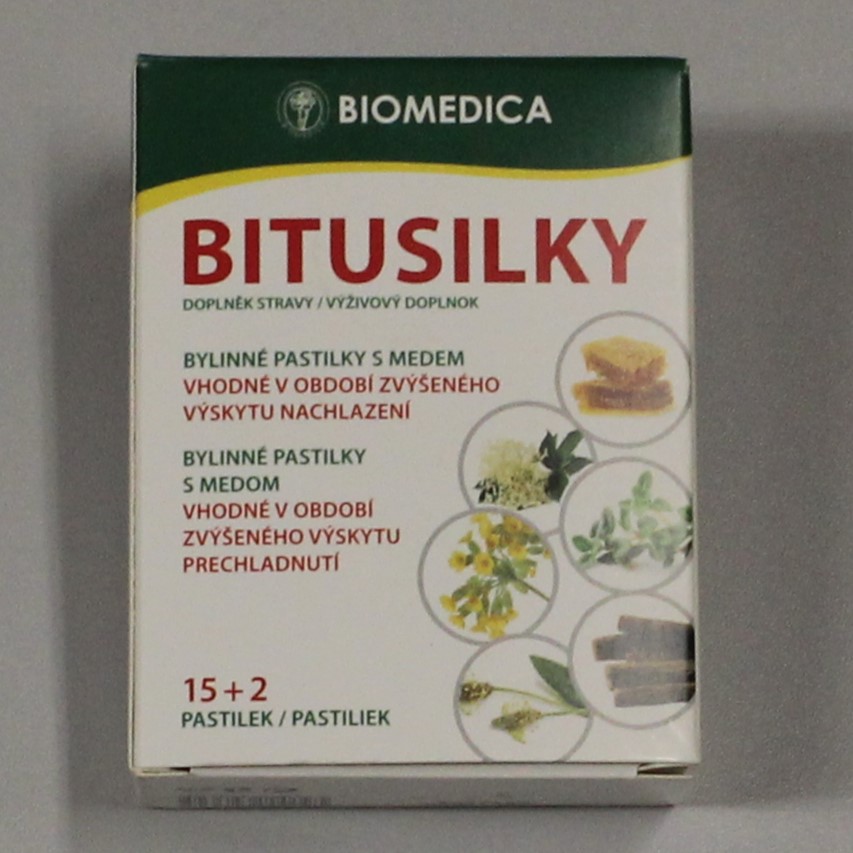 BIOMEDICA
BITUSILKY
DOPLNĚK STRAVY / VÝŽIVOVÝ DOPLNOK
BYLINNÉ PASTILKY S MEDEM
VHODNÉ V OBDOBÍ ZVÝŠENÉHO
VÝSKYTU NACHLAZENÍ
BYLINNÉ PASTILKY
S MEDOM
VHODNÉ V OBDOBÍ
ZVÝŠENÉHO VÝSKYTU
PRECHLADNUTÍ
15 + 2
PASTILEK / PASTILIEK